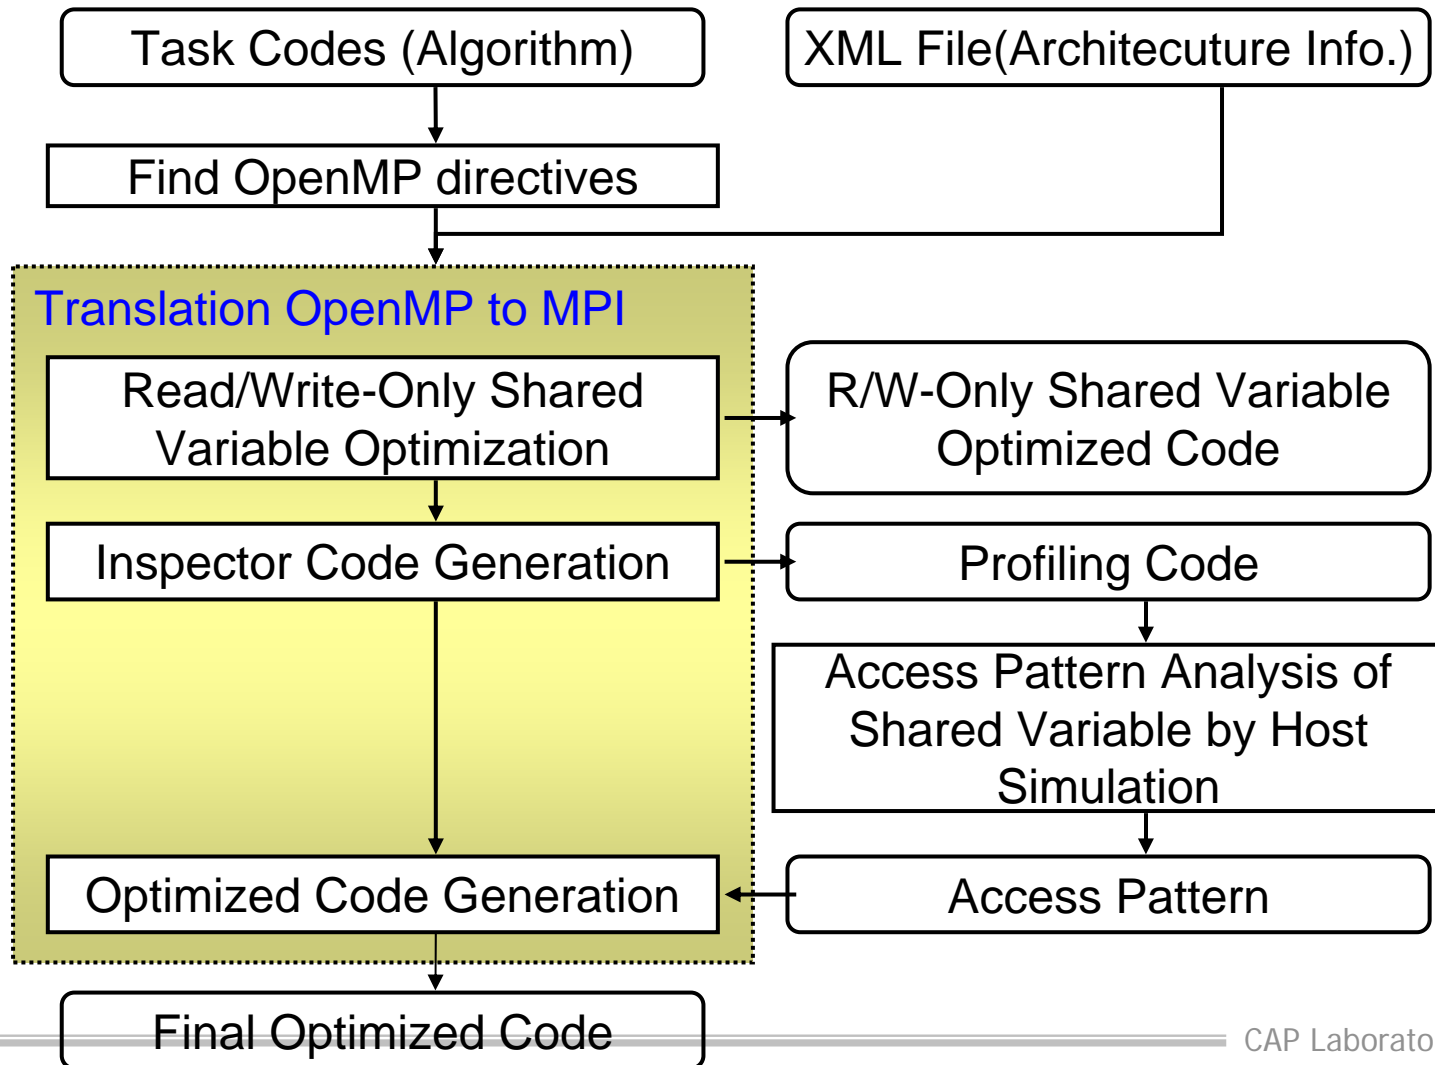 Task Codes (Algorithm)
XML File(Architecuture Info.)
Find OpenMP directives
Translation OpenMP to MPI
Read/Write-Only Shared
Variable Optimization
R/W-Only Shared Variable
Optimized Code
Inspector Code Generation
Profiling Code
Access Pattern Analysis of
Shared Variable by Host
Simulation
Optimized Code Generation
Access Pattern
Final Optimized Code
CAP Laborato